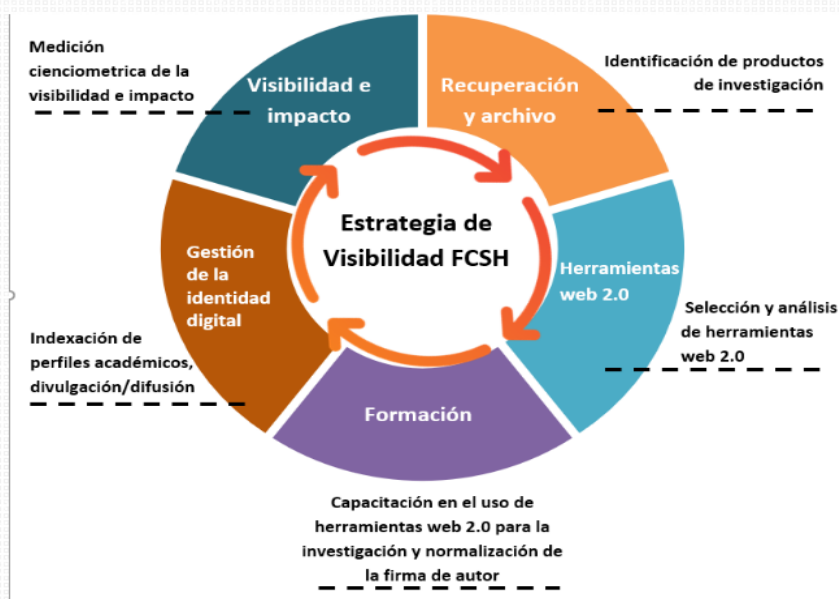 Medición
cienciometrica de la
visibilidad e impacto
Visibilidad e
impacto
Recuperación
y archivo
Identificación de productos
de investigación
Estrategia de
Visibilidad FCSH
Gestión
de la
identidad
digital
Herramientas
web 2.0
Indexación de
perfiles académicos,
divulgación/difusión
Selección y análisis
de herramientas
web 2.0
Formación
Capacitación en el uso de
herramientas web 2.0 para la
investigación y normalización de
la firma de autor